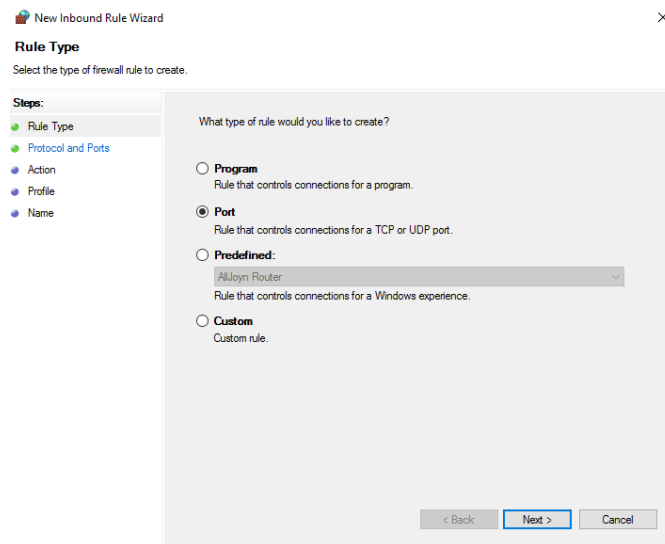 New Inbound Rule Wizard
Rule Type
Select the type of firewall rule to create.
Steps:
Rule Type
Protocol and Ports
Action
Profile
Name
What type of rule would you like to create?
Program
Rule that controls connections for a program.
Port
Rule that controls connections for a TCP or UDP port.
Predefined:
AllJoyn Router
Rule that controls connections for a Windows experience.
Custom
Custom rule.
< Back
Next >
Cancel